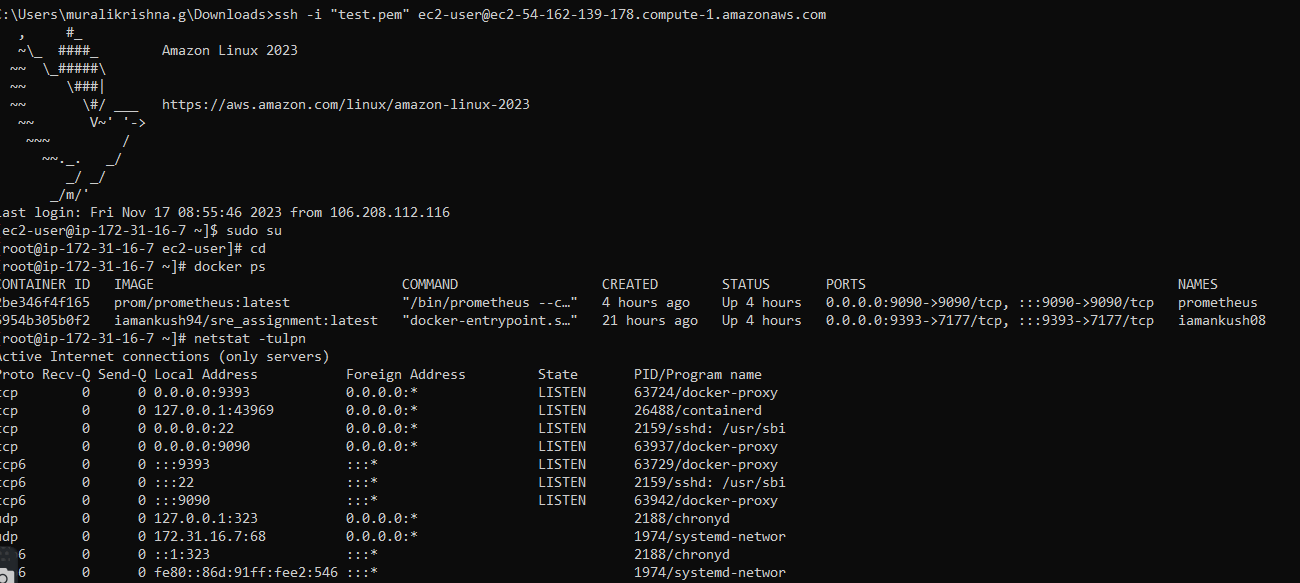 :\Users\muralikrishna.g\Downloads>ssh -i "test.pem" ec2-user@ec2-54-162-139-178.compute-1.amazonaws.com
   ,     #_
  ~\_  ####_        Amazon Linux 2023
 ~~  \_#####\
 ~~     \###|
 ~~       \#/ ___   https://aws.amazon.com/linux/amazon-linux-2023
  ~~       V~' '->
   ~~~         /
     ~~._.   _/
        _/ _/
      _/m/'
ast login: Fri Nov 17 08:55:46 2023 from 106.208.112.116
ec2-user@ip-172-31-16-7 ~]$ sudo su
root@ip-172-31-16-7 ec2-user]# cd
root@ip-172-31-16-7 ~]# docker ps
CONTAINER ID   IMAGE                              COMMAND                  CREATED        STATUS       PORTS                                       NAMES
2be346f4f165   prom/prometheus:latest             "/bin/prometheus --c…"   4 hours ago    Up 4 hours   0.0.0.0:9090->9090/tcp, :::9090->9090/tcp   prometheus
6954b305b0f2   iamankush94/sre_assignment:latest  "docker-entrypoint.s…"   21 hours ago   Up 4 hours   0.0.0.0:9393->7177/tcp, :::9393->7177/tcp   iamankush08
root@ip-172-31-16-7 ~]# netstat -tulpn
Active Internet connections (only servers)
Proto Recv-Q Send-Q Local Address           Foreign Address         State       PID/Program name
tcp        0      0 0.0.0.0:9393            0.0.0.0:*               LISTEN      63724/docker-proxy
tcp        0      0 127.0.0.1:43969         0.0.0.0:*               LISTEN      26488/containerd
tcp        0      0 0.0.0.0:22              0.0.0.0:*               LISTEN      2159/sshd: /usr/sbi
tcp        0      0 0.0.0.0:9090            0.0.0.0:*               LISTEN      63937/docker-proxy
tcp6       0      0 :::9393                 :::*                    LISTEN      63729/docker-proxy
tcp6       0      0 :::22                   :::*                    LISTEN      2159/sshd: /usr/sbi
tcp6       0      0 :::9090                 :::*                    LISTEN      63942/docker-proxy
udp        0      0 127.0.0.1:323           0.0.0.0:*                           2188/chronyd
udp        0      0 172.31.16.7:68          0.0.0.0:*                           1974/systemd-networ
6       0      0 ::1:323                 :::*                                2188/chronyd
6       0      0 fe80::86d:91ff:fee2:546 :::*                                1974/systemd-networ